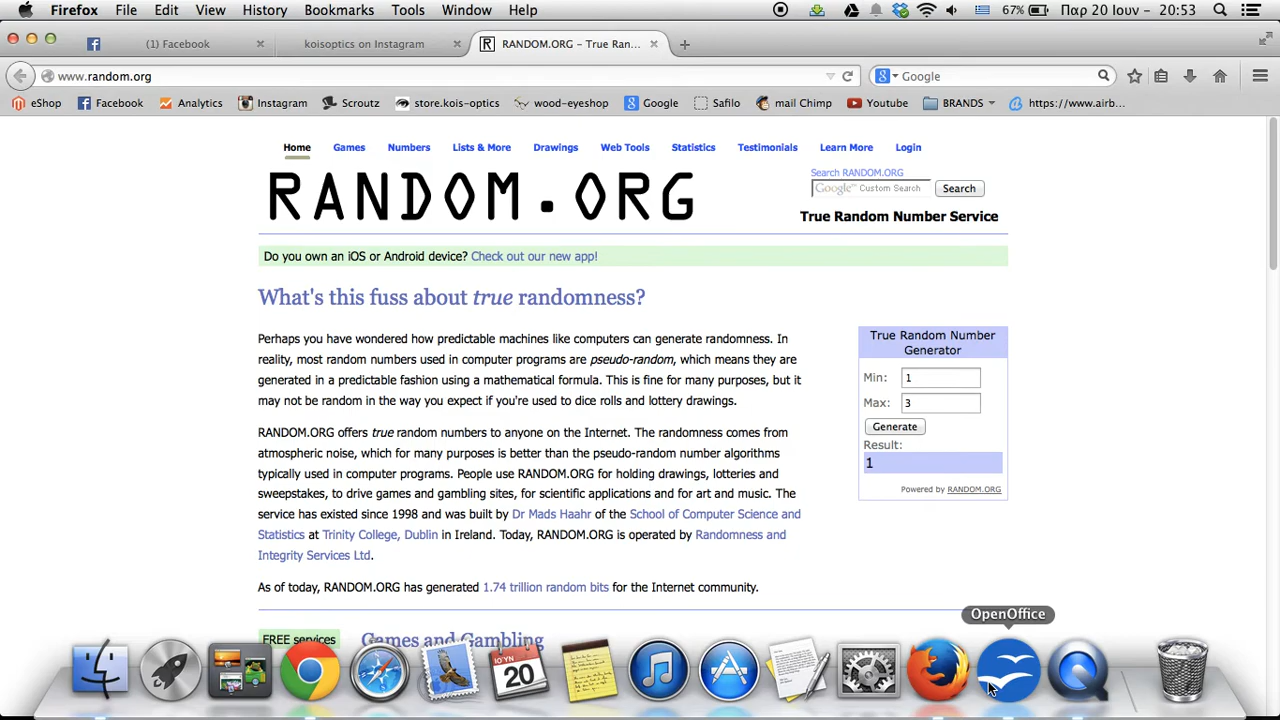 Firefox File Edit View History Bookmarks Tools Window Help 67% Παρ 20 Ιουν – 20:53
(1) Facebook koisoptics on Instagram RANDOM.ORG – True Ran...
www.random.org Google
eShop Facebook Analytics Instagram Scroutz store.kois-optics wood-eyeshop Google Safilo mail Chimp Youtube BRANDS https://www.airb...
Home Games Numbers Lists & More Drawings Web Tools Statistics Testimonials Learn More Login
RANDOM.ORG
Search RANDOM.ORG
Google™ Custom Search Search
True Random Number Service
Do you own an iOS or Android device? Check out our new app!
What's this fuss about true randomness?
Perhaps you have wondered how predictable machines like computers can generate randomness. In
reality, most random numbers used in computer programs are pseudo-random, which means they are
generated in a predictable fashion using a mathematical formula. This is fine for many purposes, but it
may not be random in the way you expect if you're used to dice rolls and lottery drawings.
RANDOM.ORG offers true random numbers to anyone on the Internet. The randomness comes from
atmospheric noise, which for many purposes is better than the pseudo-random number algorithms
typically used in computer programs. People use RANDOM.ORG for holding drawings, lotteries and
sweepstakes, to drive games and gambling sites, for scientific applications and for art and music. The
service has existed since 1998 and was built by Dr Mads Haahr of the School of Computer Science and
Statistics at Trinity College, Dublin in Ireland. Today, RANDOM.ORG is operated by Randomness and
Integrity Services Ltd.
As of today, RANDOM.ORG has generated 1.74 trillion random bits for the Internet community.
True Random Number
Generator
Min: 1
Max: 3
Generate
Result:
1
Powered by RANDOM.ORG
FREE services Games and Gambling
OpenOffice
ΙΟΎΝ
20